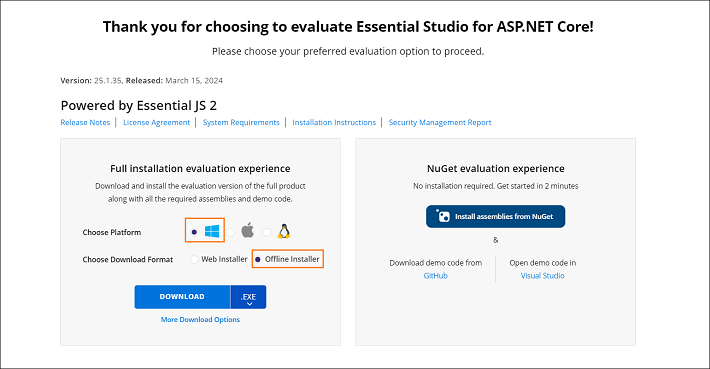 Thank you for choosing to evaluate Essential Studio for ASP.NET Core!
Please choose your preferred evaluation option to proceed.
Version: 25.1.35, Released: March 15, 2024
Powered by Essential JS 2
Release Notes | License Agreement | System Requirements | Installation Instructions | Security Management Report
Full installation evaluation experience
Download and install the evaluation version of the full product
along with all the required assemblies and demo code.
Choose Platform
Choose Download Format Web Installer Offline Installer
DOWNLOAD .EXE
More Download Options
NuGet evaluation experience
No installation required. Get started in 2 minutes
Install assemblies from NuGet
&
Download demo code from
GitHub
Open demo code in
Visual Studio